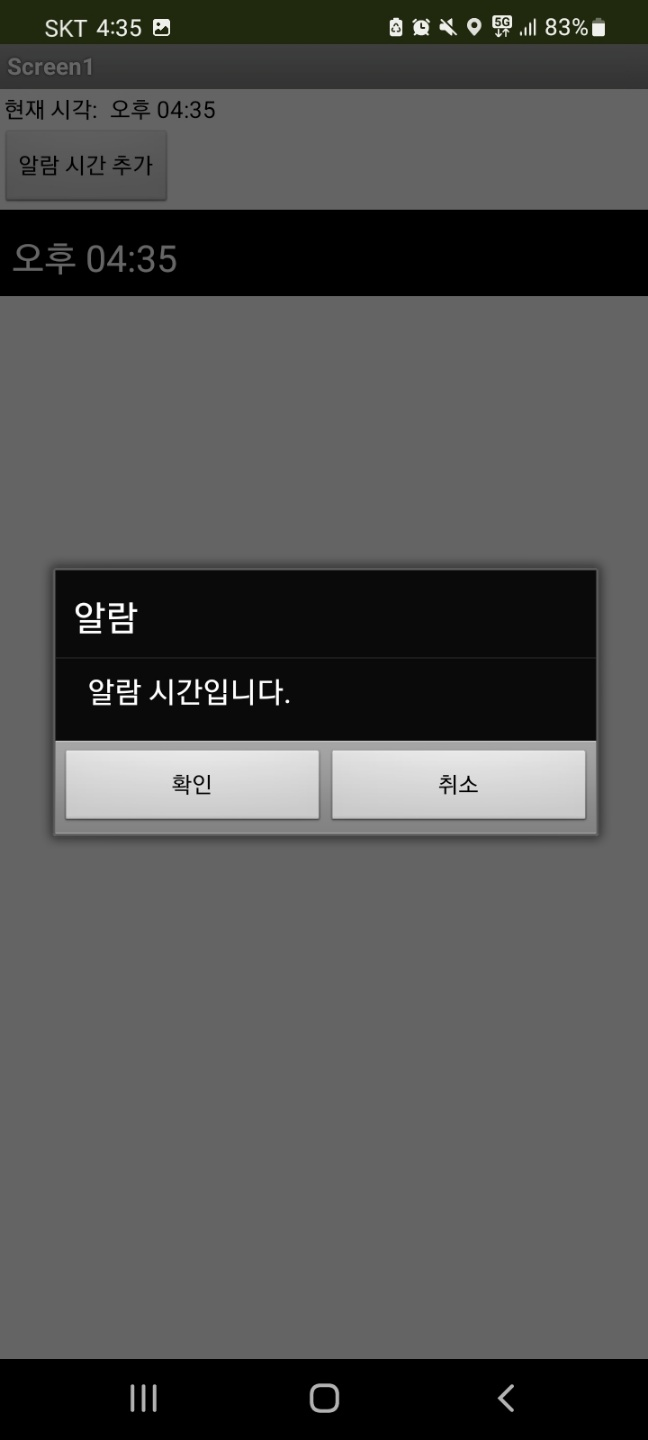 SKT 4:35 5G 83%
Screen1
현재 시각: 오후 04:35
알람 시간 추가
오후 04:35
알람
알람 시간입니다.
확인 취소